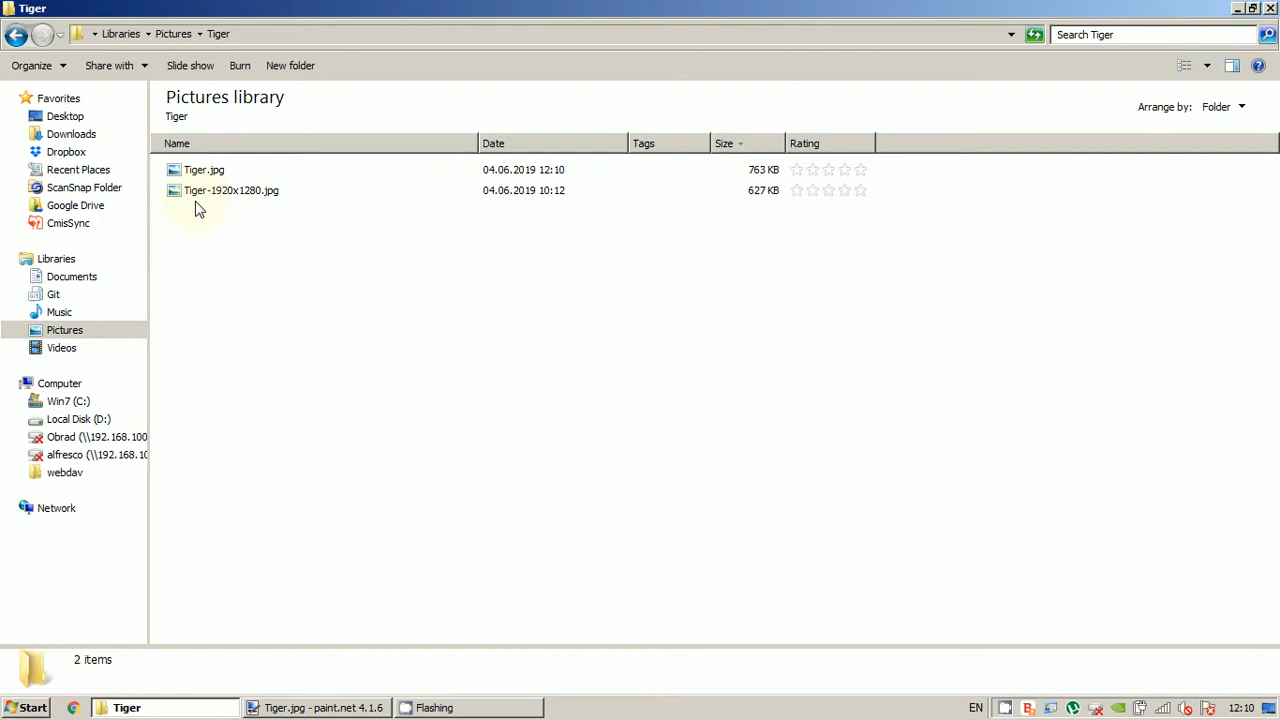 Tiger
Libraries Pictures Tiger
Search Tiger
Organize Share with Slide show Burn New folder
Pictures library
Tiger
Arrange by: Folder
Name Date Tags Size Rating
Tiger.jpg 04.06.2019 12:10 763 KB
Tiger-1920x1280.jpg 04.06.2019 10:12 627 KB
Favorites
Desktop
Downloads
Dropbox
Recent Places
ScanSnap Folder
Google Drive
CmisSync
Libraries
Documents
Git
Music
Pictures
Videos
Computer
Win7 (C:)
Local Disk (D:)
Obrad (\\192.168.100
alfresco (\\192.168.10
webdav
Network
2 items
Start Tiger Tiger.jpg - paint.net 4.1.6 Flashing EN 12:10